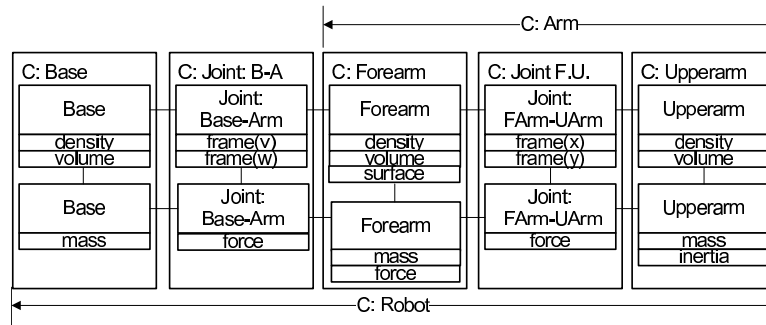 C: Arm
C: Base
Base
density
volume
Base
mass
C: Joint: B-A
Joint:
Base-Arm
frame(v)
frame(w)
Joint:
Base-Arm
force
C: Forearm
Forearm
density
volume
surface
Forearm
mass
force
C: Joint F.U.
Joint:
FArm-UArm
frame(x)
frame(y)
Joint:
FArm-UArm
force
C: Upperarm
Upperarm
density
volume
Upperarm
mass
inertia
C: Robot